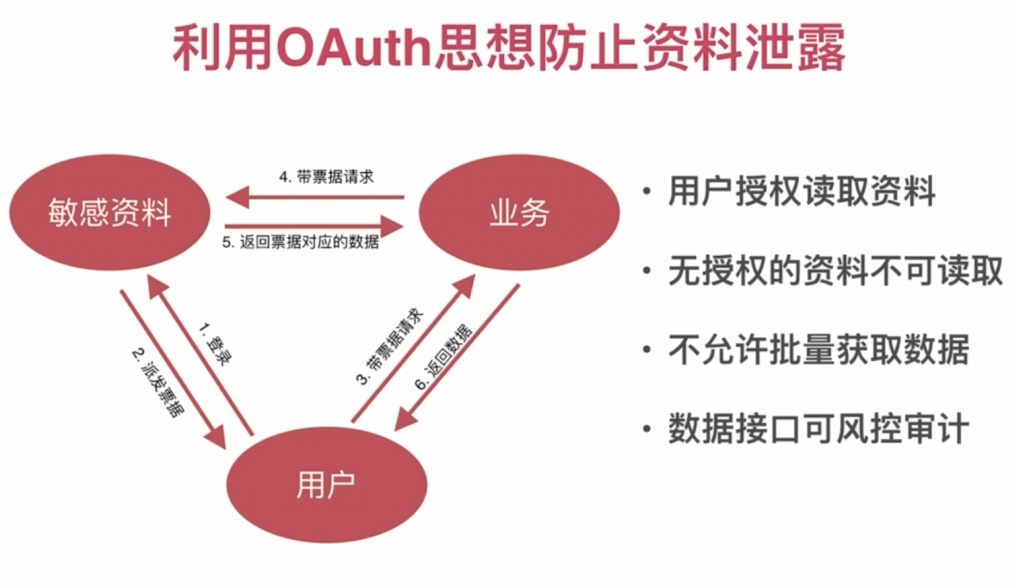 利用OAuth思想防止资料泄露
敏感资料
4. 带票据请求
5. 返回票据对应的数据
业务
1. 登录
2. 派发票据
3. 带票据请求
6. 返回数据
用户
• 用户授权读取资料
• 无授权的资料不可读取
• 不允许批量获取数据
• 数据接口可风控审计